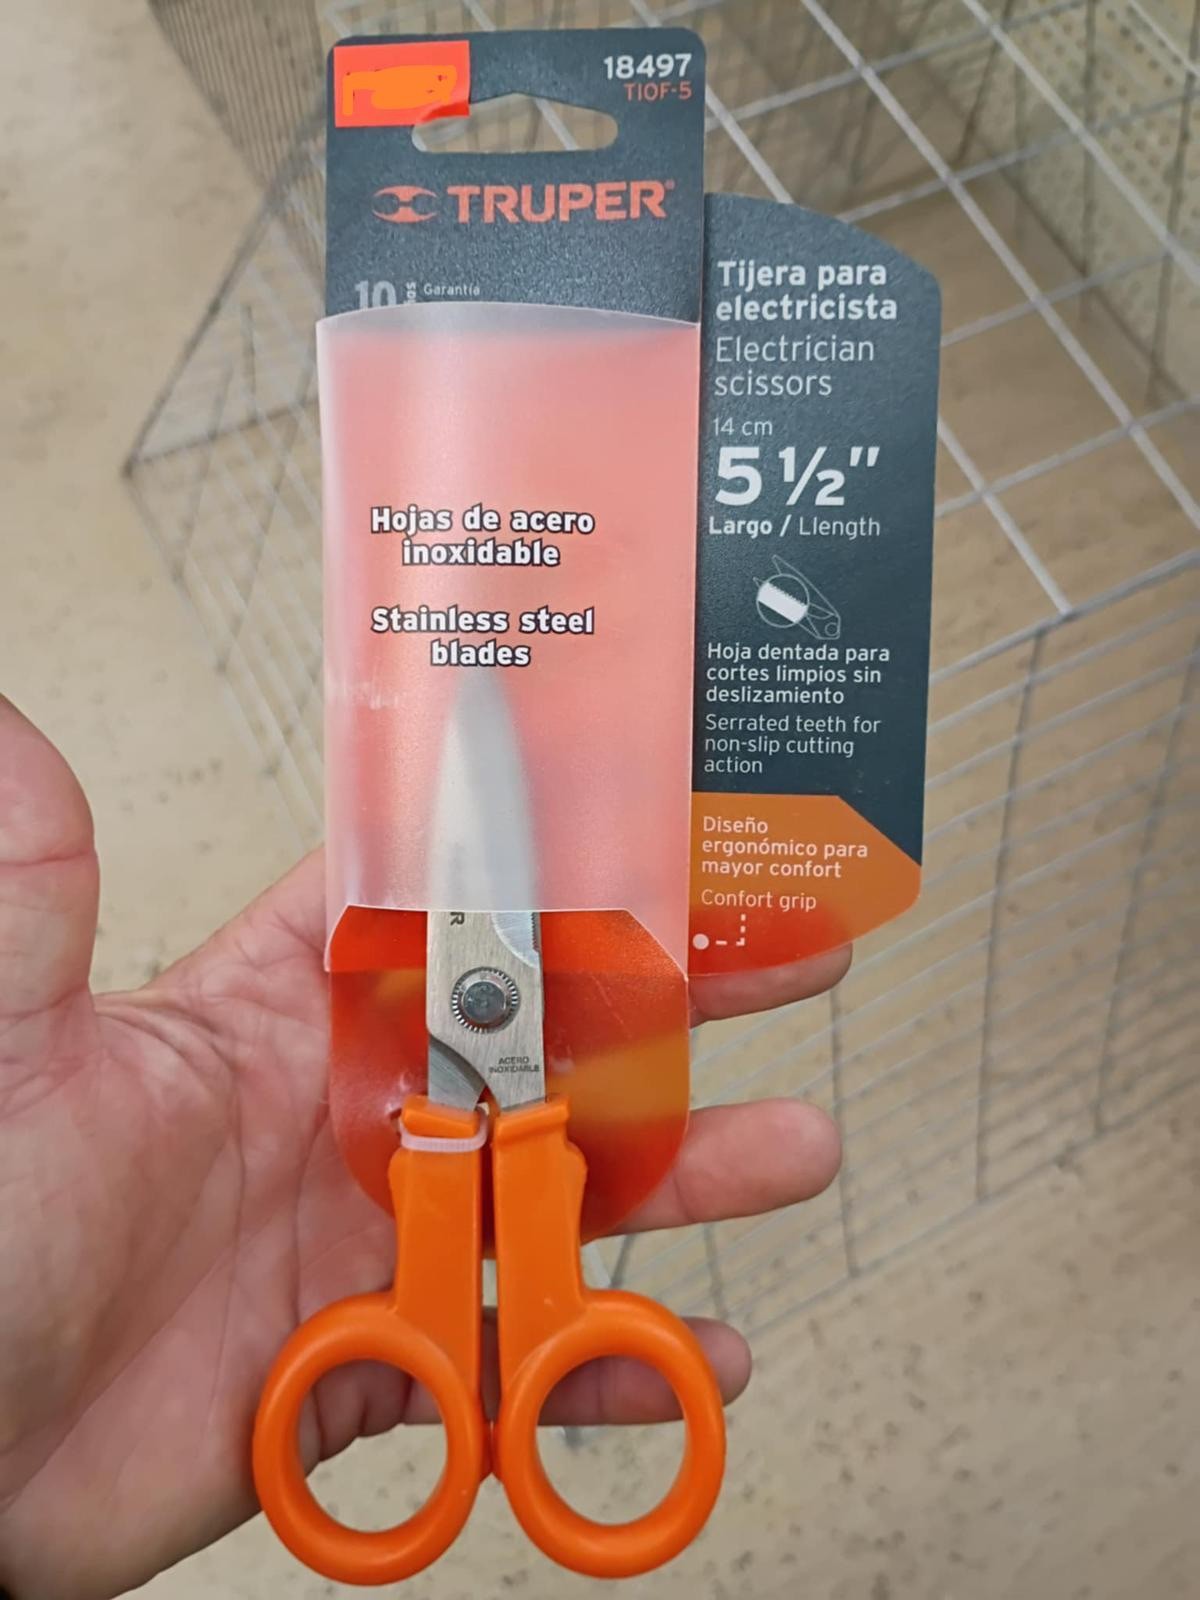 18497
TIOF-5
TRUPER®
10 Garantía
Tijera para
electricista
Electrician
scissors
14 cm
5 ½"
Largo / Llength
Hojas de acero
inoxidable
Stainless steel
blades
Hoja dentada para
cortes limpios sin
deslizamiento
Serrated teeth for
non-slip cutting
action
Diseño
ergonómico para
mayor confort
Confort grip
R
ACERO
INOXIDABLE